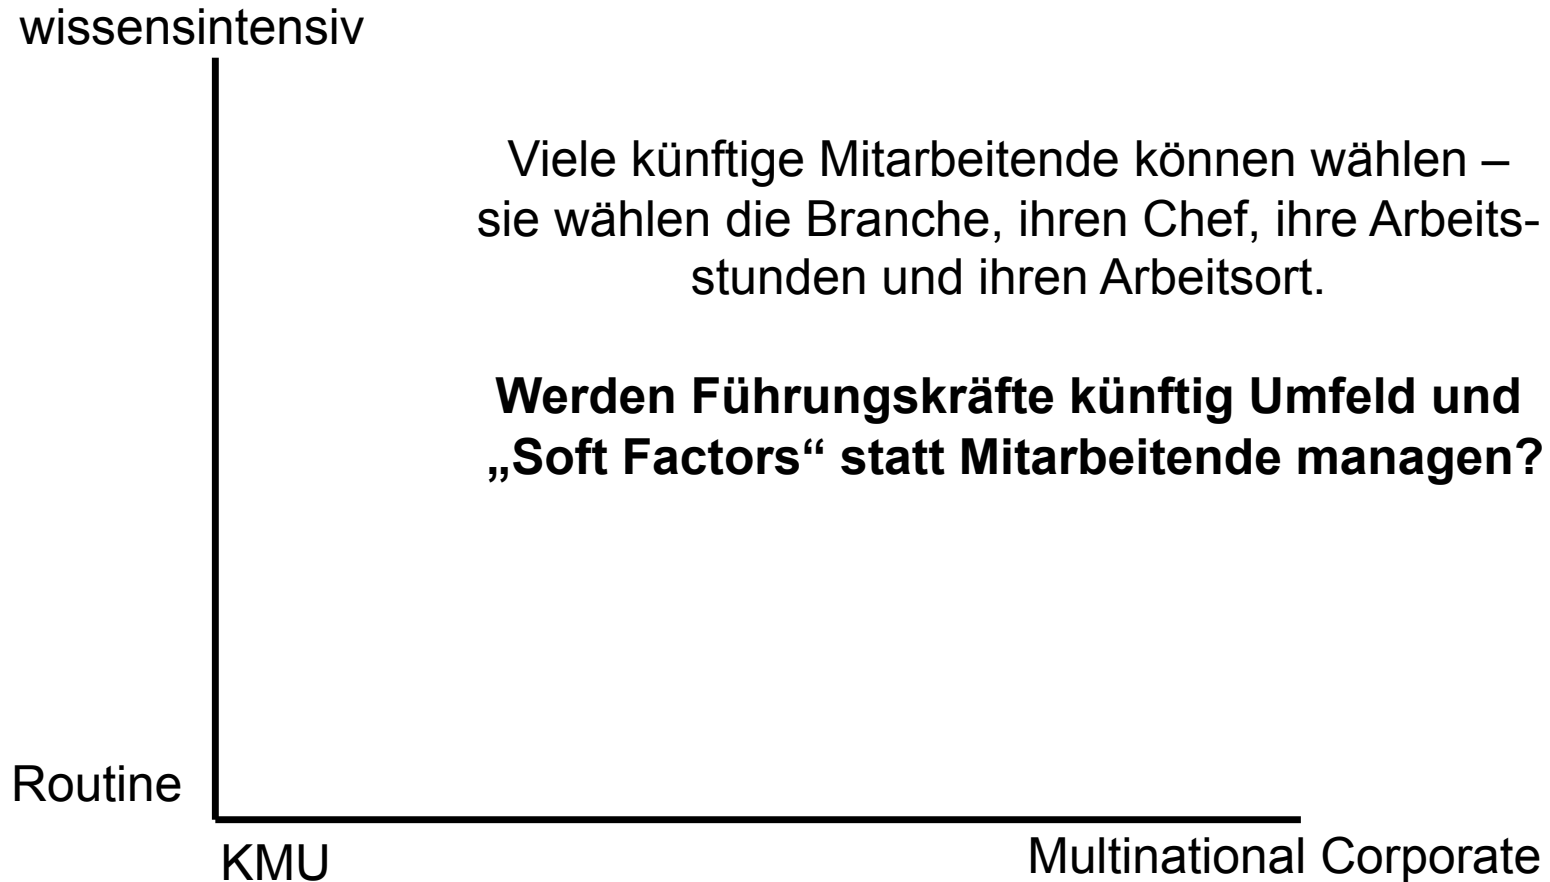 wissensintensiv
Viele künftige Mitarbeitende können wählen –
sie wählen die Branche, ihren Chef, ihre Arbeits-
stunden und ihren Arbeitsort.
Werden Führungskräfte künftig Umfeld und
„Soft Factors“ statt Mitarbeitende managen?
Routine
KMU
Multinational Corporate